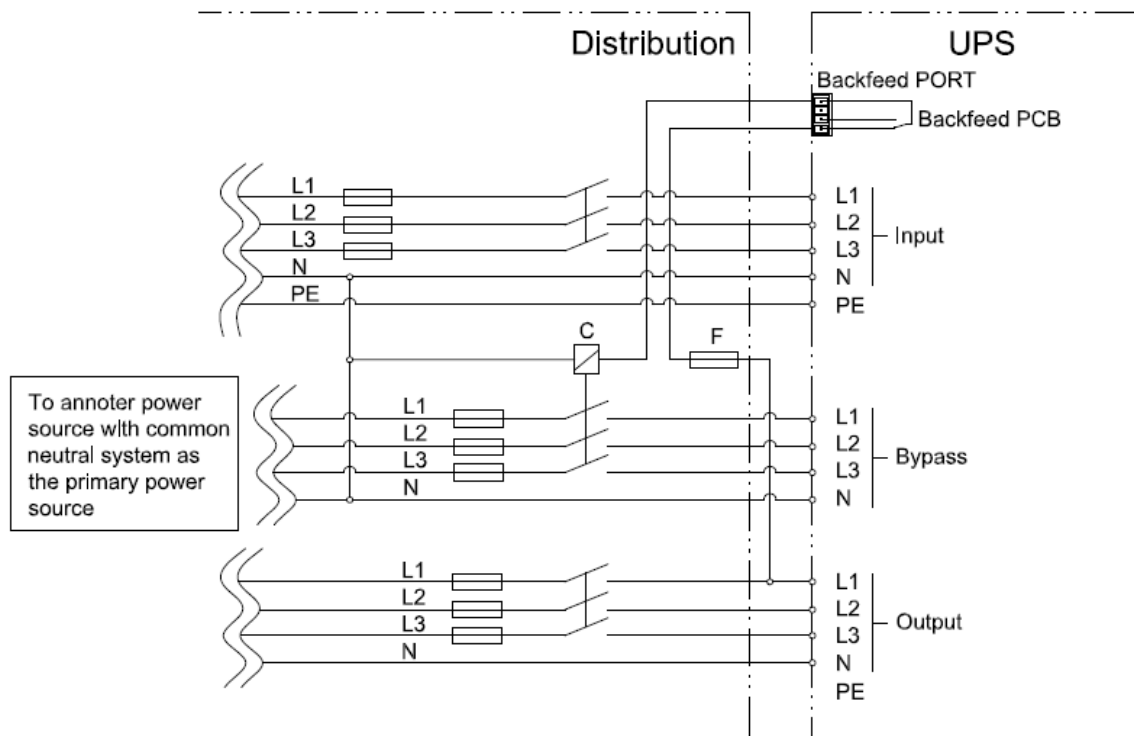 Distribution
UPS
Backfeed PORT
Backfeed PCB
L1
L2
L3
N
PE
L1
L2
L3
N
PE
Input
C
F
To annoter power
source wlth common
neutral system as
the primary power
source
L1
L2
L3
N
L1
L2
L3
N
Bypass
L1
L2
L3
N
L1
L2
L3
N
PE
Output